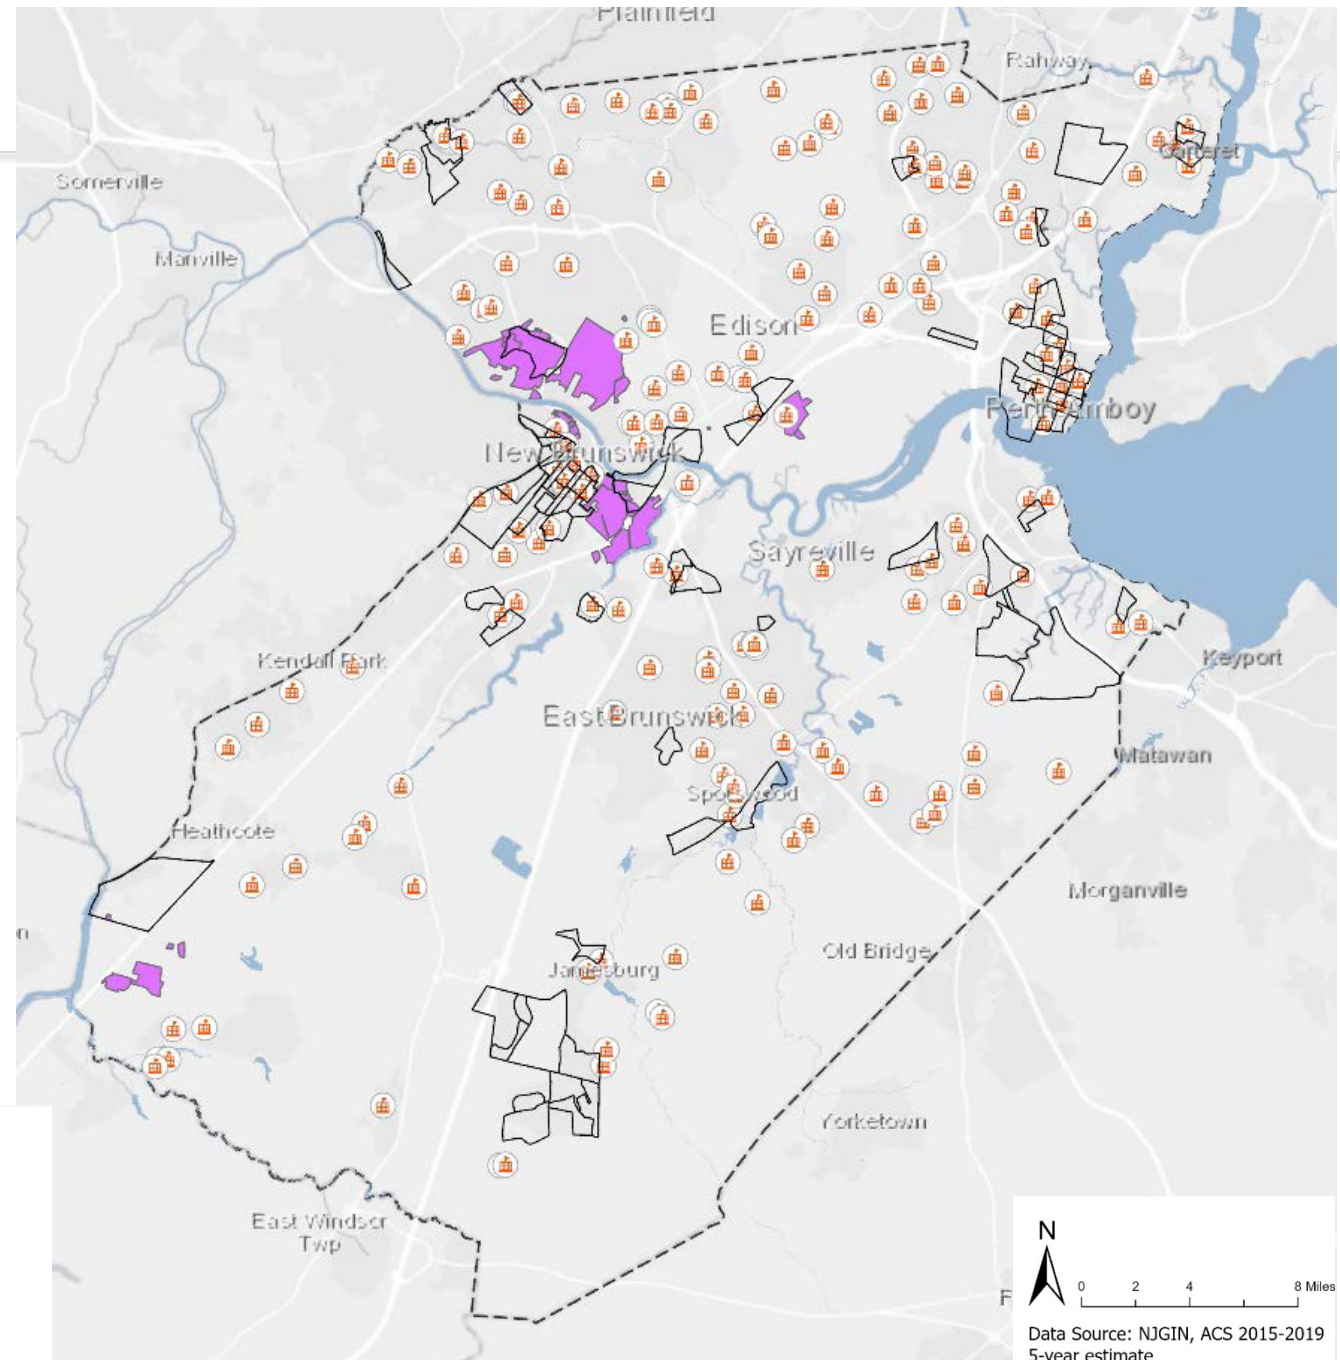 Plainfield
Rahway
Carteret
Somerville
Manville
Edison
Perth Amboy
New Brunswick
Sayreville
Kendall Park
Keyport
East Brunswick
Matawan
Spotswood
Heathcote
Morganville
n
Old Bridge
Jamesburg
Yorketown
East Windsor
Twp
N
0 2 4 8 Miles
F
Data Source: NJGIN, ACS 2015-2019
5-year estimate